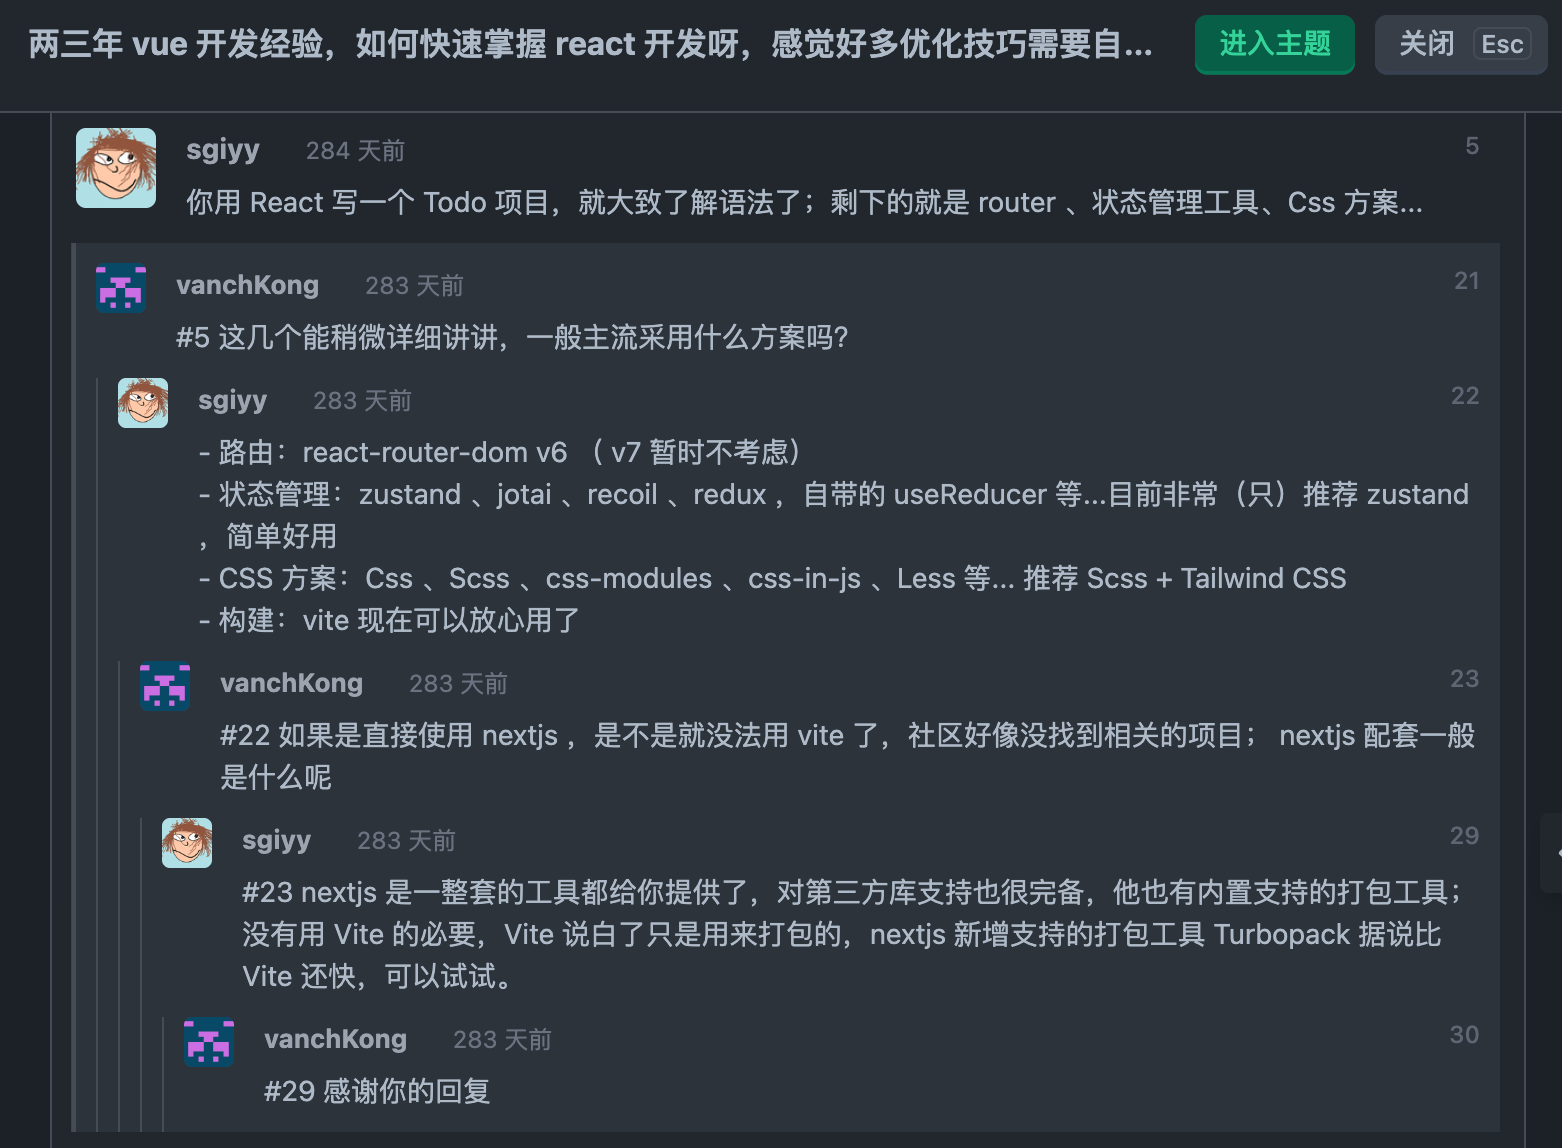 两三年 vue 开发经验，如何快速掌握 react 开发呀，感觉好多优化技巧需要自...
进入主题
关闭 Esc
sgiyy 284 天前 5
你用 React 写一个 Todo 项目，就大致了解语法了；剩下的就是 router 、状态管理工具、Css 方案...
vanchKong 283 天前 21
#5 这几个能稍微详细讲讲，一般主流采用什么方案吗?
sgiyy 283 天前 22
- 路由：react-router-dom v6 （ v7 暂时不考虑）
- 状态管理：zustand 、jotai 、recoil 、redux ，自带的 useReducer 等...目前非常（只）推荐 zustand
，简单好用
- CSS 方案：Css 、Scss 、css-modules 、css-in-js 、Less 等... 推荐 Scss + Tailwind CSS
- 构建：vite 现在可以放心用了
vanchKong 283 天前 23
#22 如果是直接使用 nextjs ，是不是就没法用 vite 了，社区好像没找到相关的项目； nextjs 配套一般
是什么呢
sgiyy 283 天前 29
#23 nextjs 是一整套的工具都给你提供了，对第三方库支持也很完备，他也有内置支持的打包工具；
没有用 Vite 的必要，Vite 说白了只是用来打包的，nextjs 新增支持的打包工具 Turbopack 据说比
Vite 还快，可以试试。
vanchKong 283 天前 30
#29 感谢你的回复